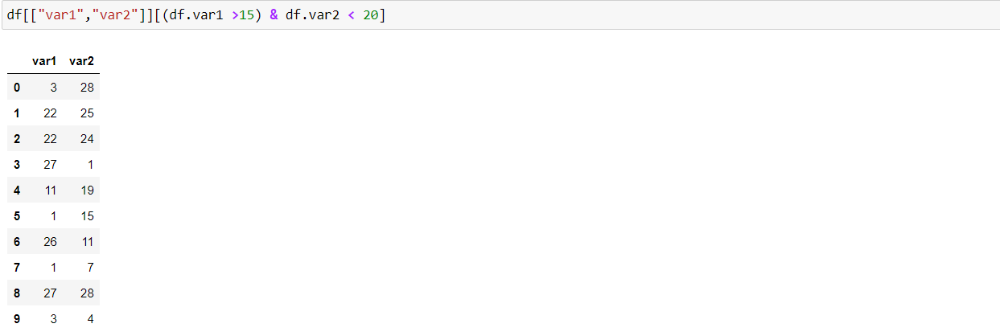 df[["var1","var2"]][(df.var1 >15) & df.var2 < 20]
var1 var2
0 3 28
1 22 25
2 22 24
3 27 1
4 11 19
5 1 15
6 26 11
7 1 7
8 27 28
9 3 4